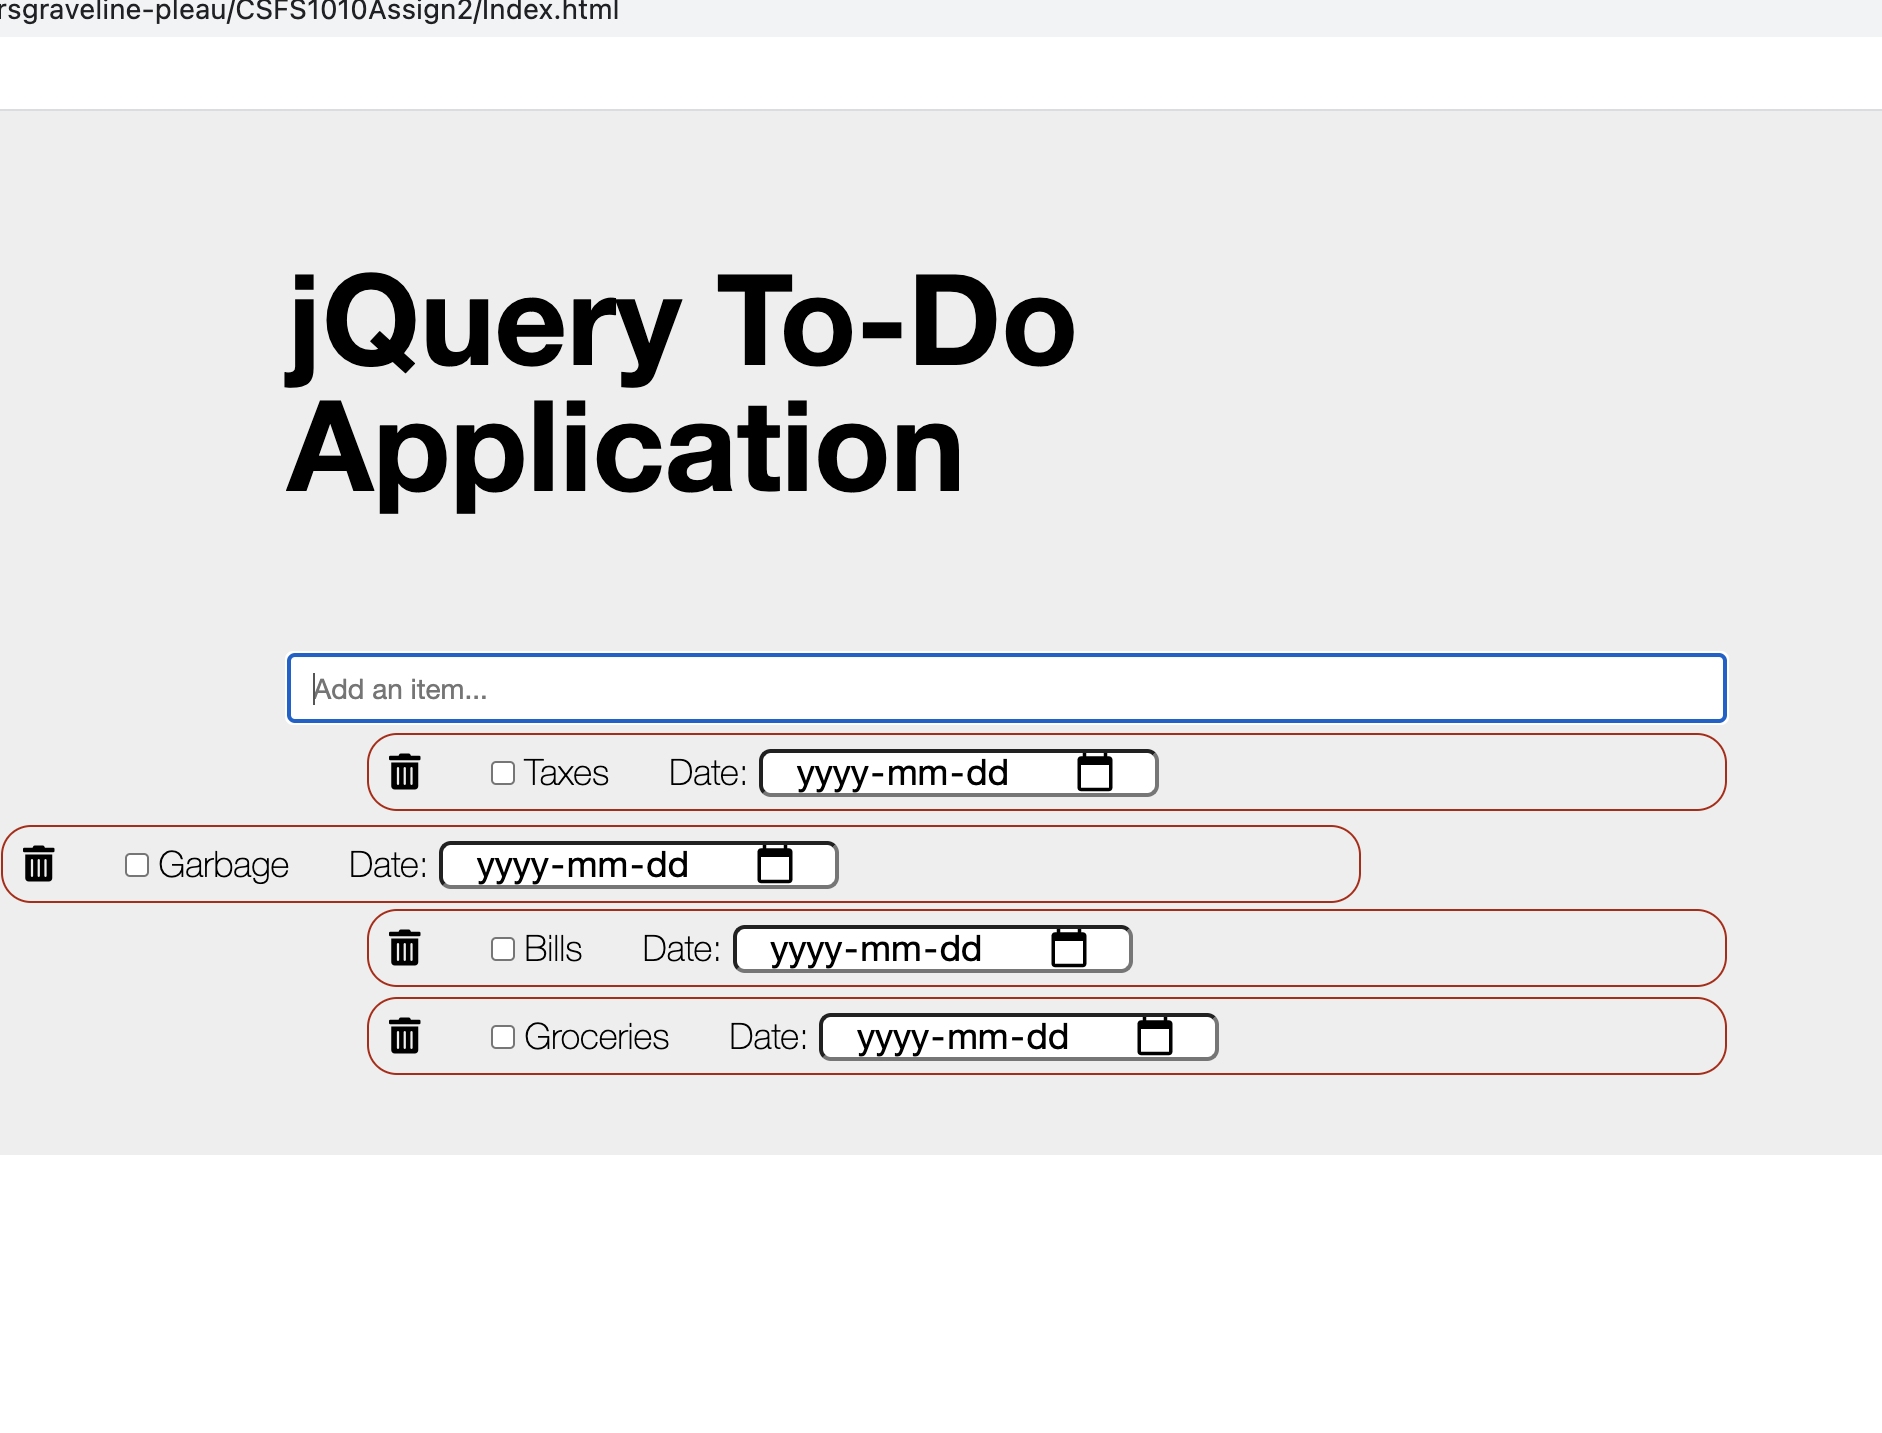 rsgraveline-pleau/CSFS1010Assign2/Index.html
jQuery To-Do
Application
Add an item...
Taxes Date: yyyy-mm-dd
Garbage Date: yyyy-mm-dd
Bills Date: yyyy-mm-dd
Groceries Date: yyyy-mm-dd